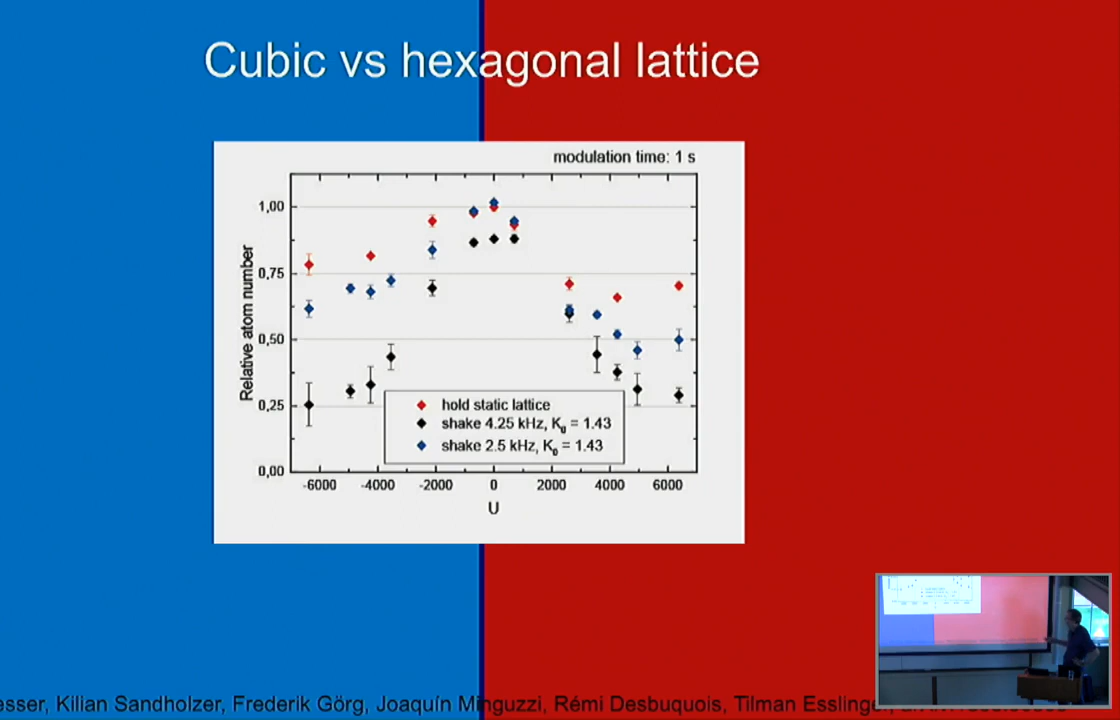 Cubic vs hexagonal lattice
modulation time: 1 s
Relative atom number
1,00
0,75
0,50
0,25
0,00
hold static lattice
shake 4.25 kHz, K₀ = 1.43
shake 2.5 kHz, K₀ = 1.43
-6000 -4000 -2000 0 2000 4000 6000
U
esser, Kilian Sandholzer, Frederik Görg, Joaquín Minguzzi, Rémi Desbuquois, Tilman Esslinger,